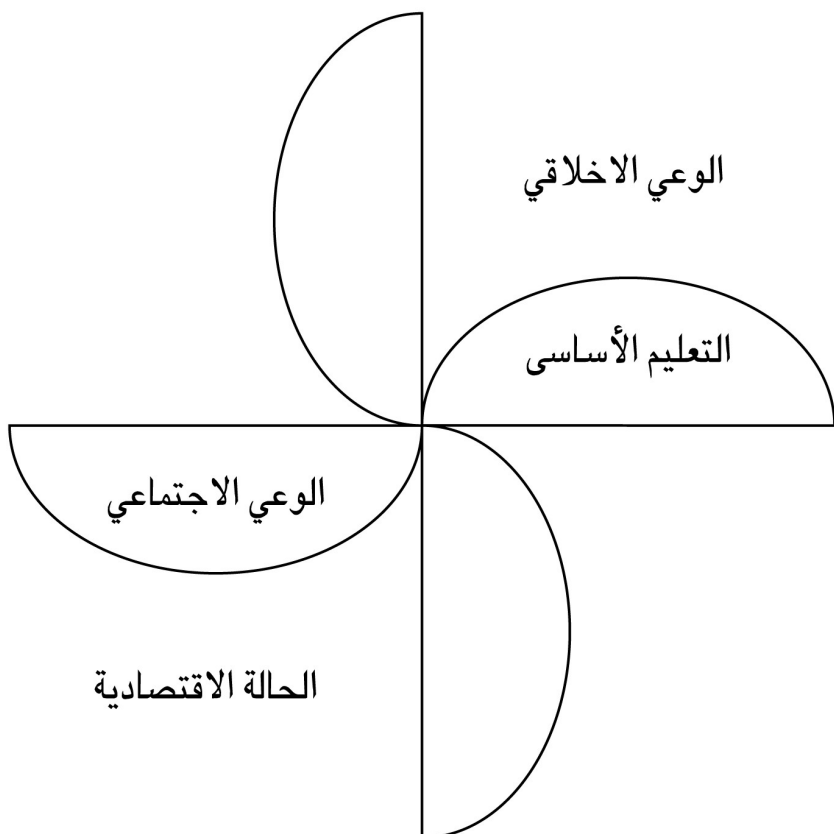 الوعي الاخلاقي
التعليم الأساسى
الوعي الاجتماعي
الحالة الاقتصادية